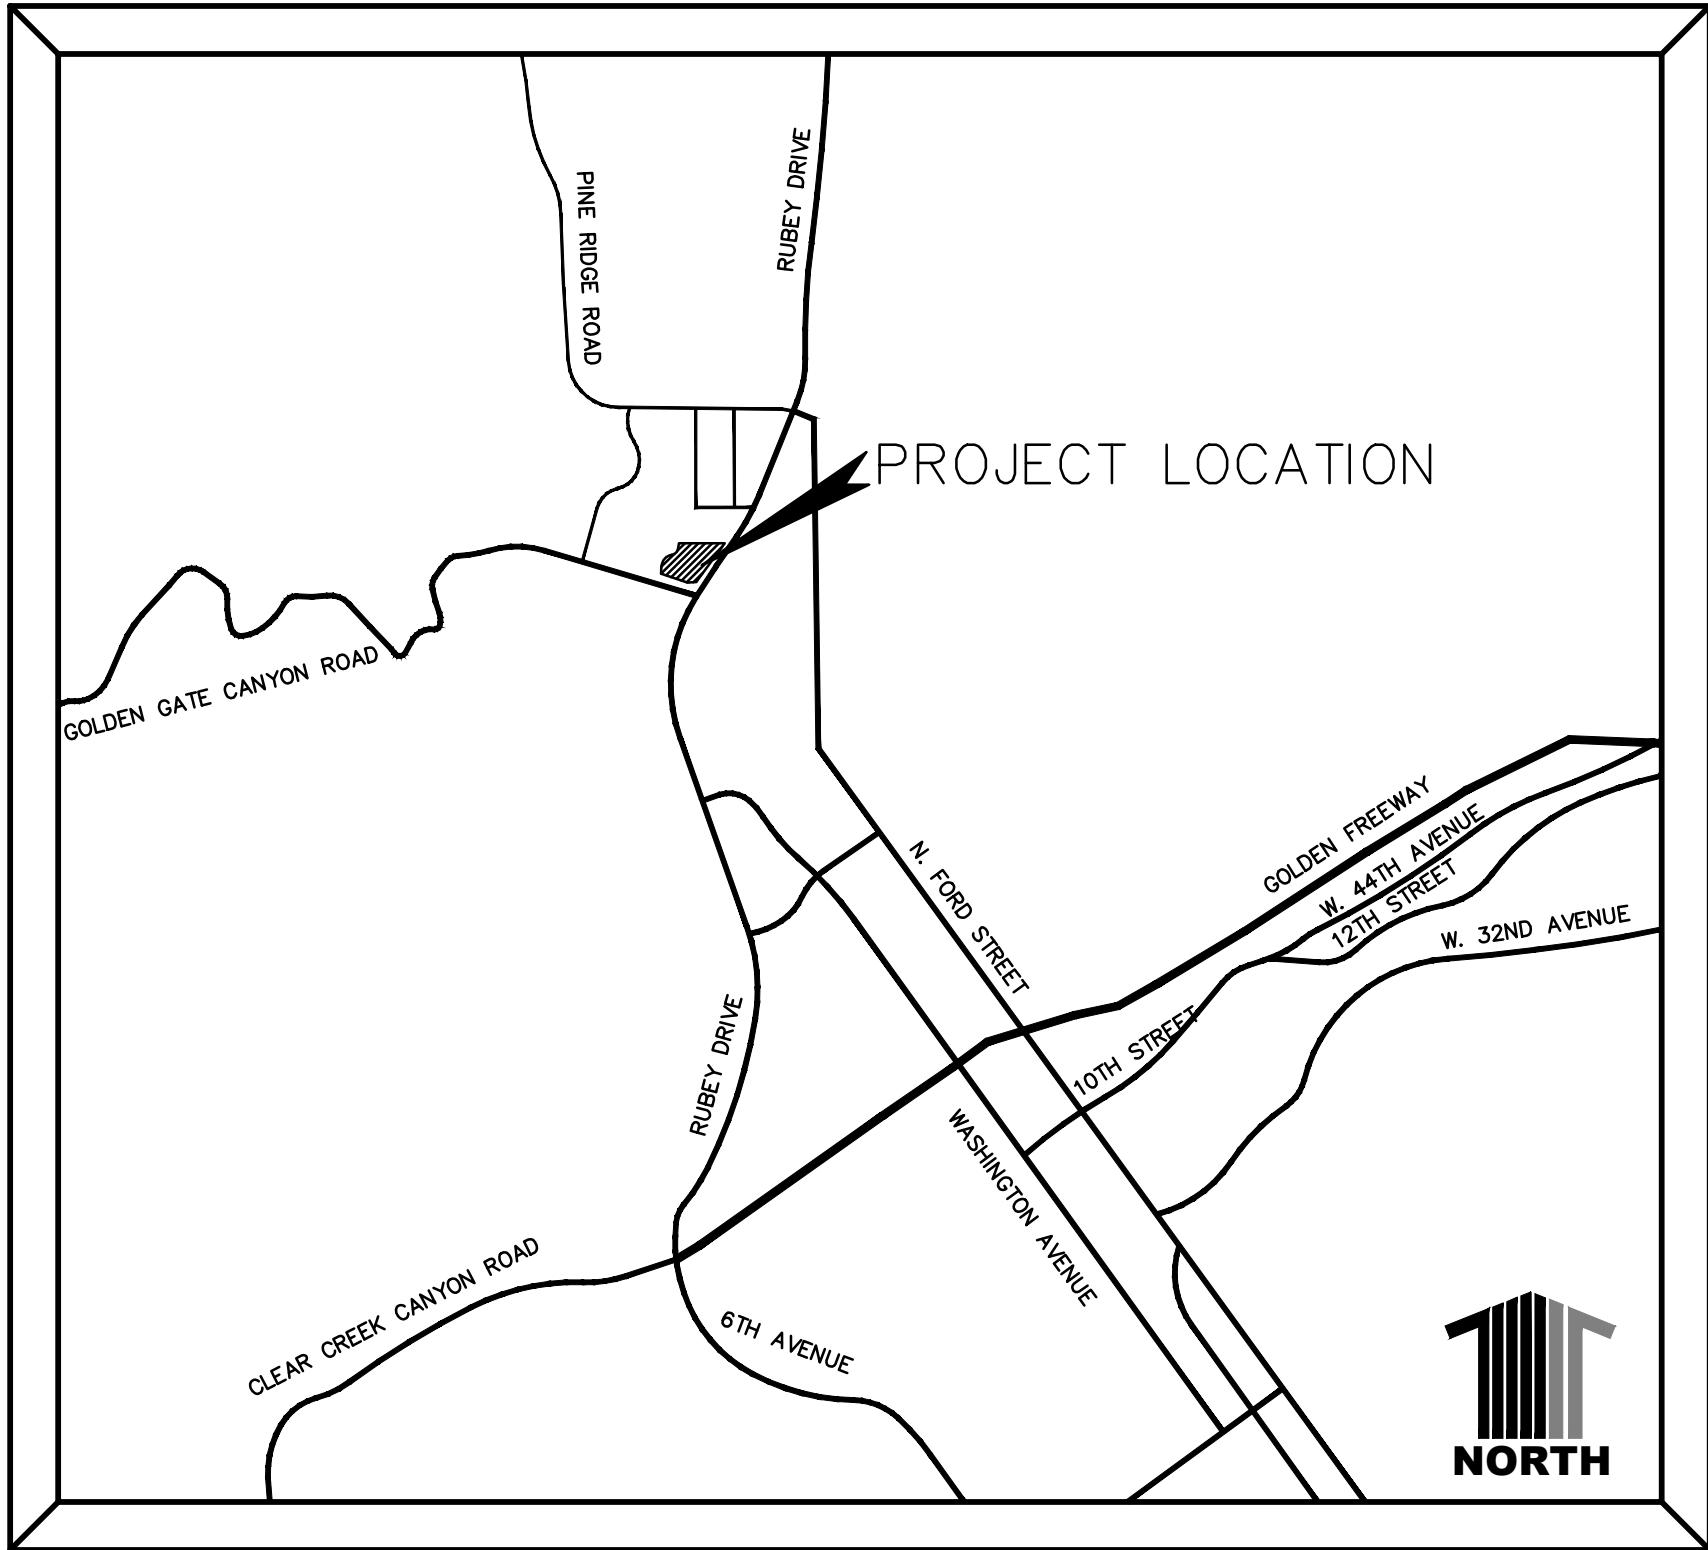 RUBEY DRIVE
PINE RIDGE ROAD
PROJECT LOCATION
GOLDEN GATE CANYON ROAD
GOLDEN FREEWAY
W. 44TH AVENUE
12TH STREET
N. FORD STREET
W. 32ND AVENUE
RUBEY DRIVE
10TH STREET
WASHINGTON AVENUE
CLEAR CREEK CANYON ROAD
6TH AVENUE
NORTH